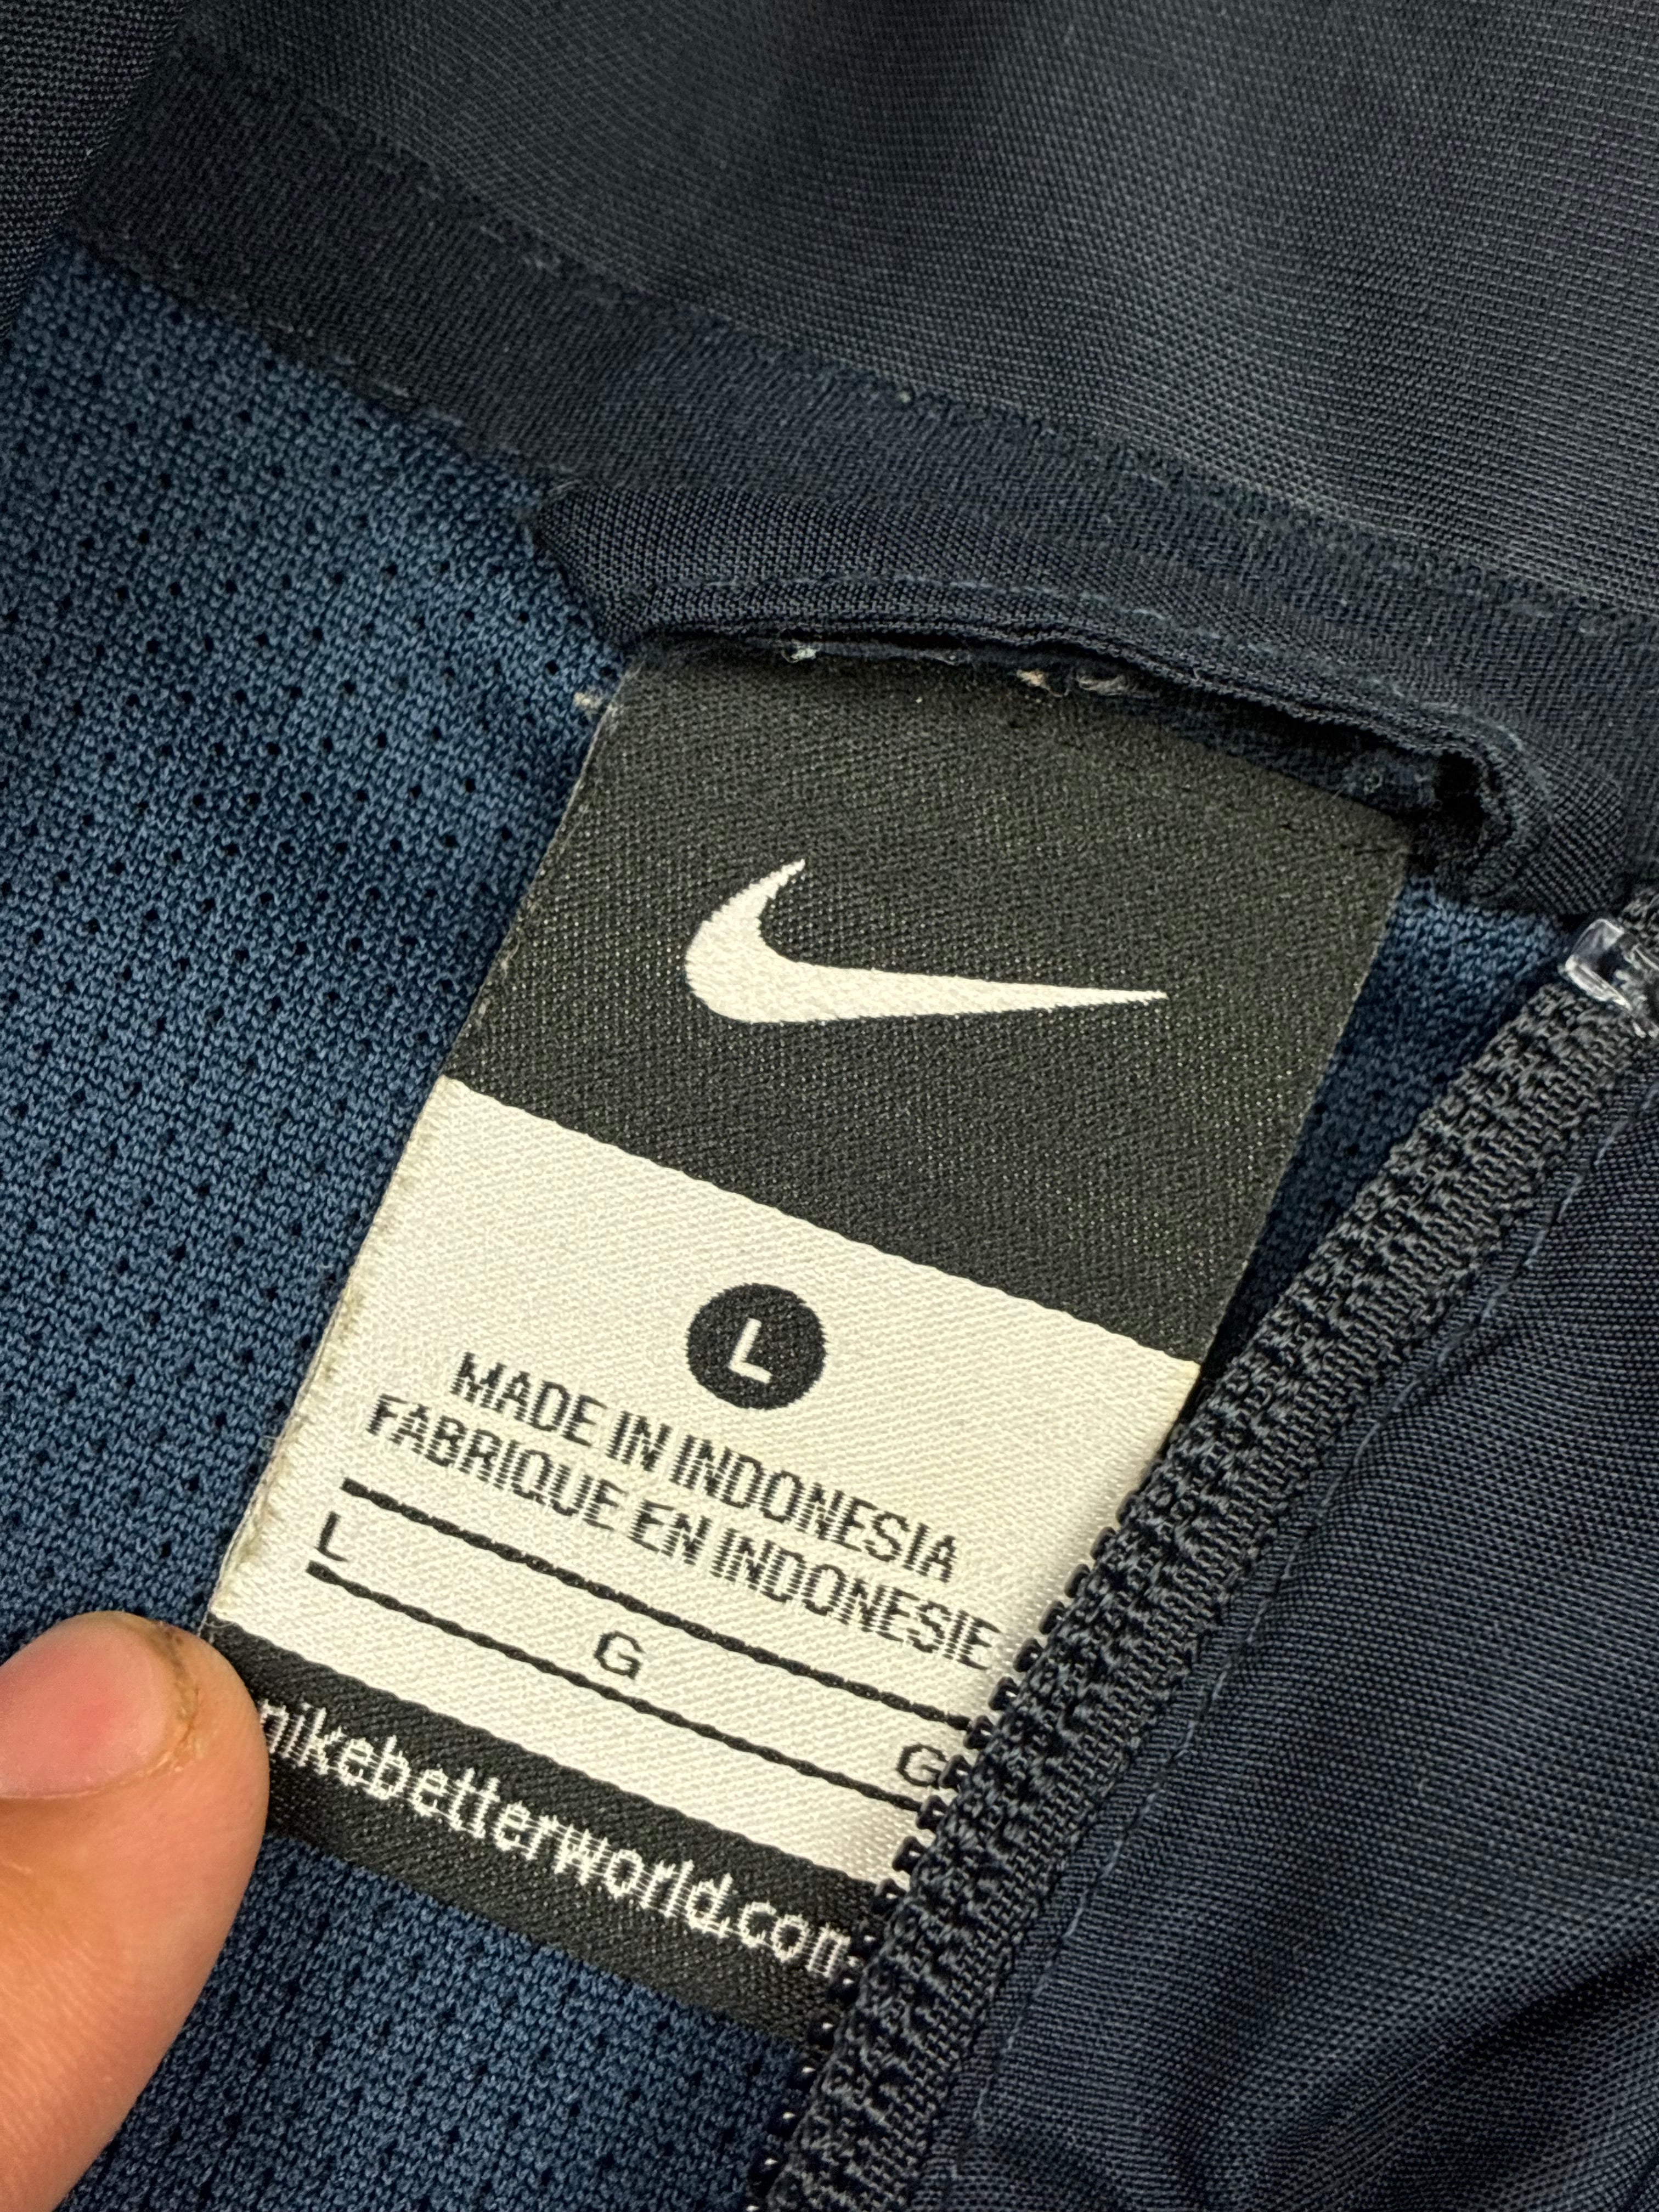 L
MADE IN INDONESIA
FABRIQUE EN INDONESIE
L G G
nikebetterworld.com